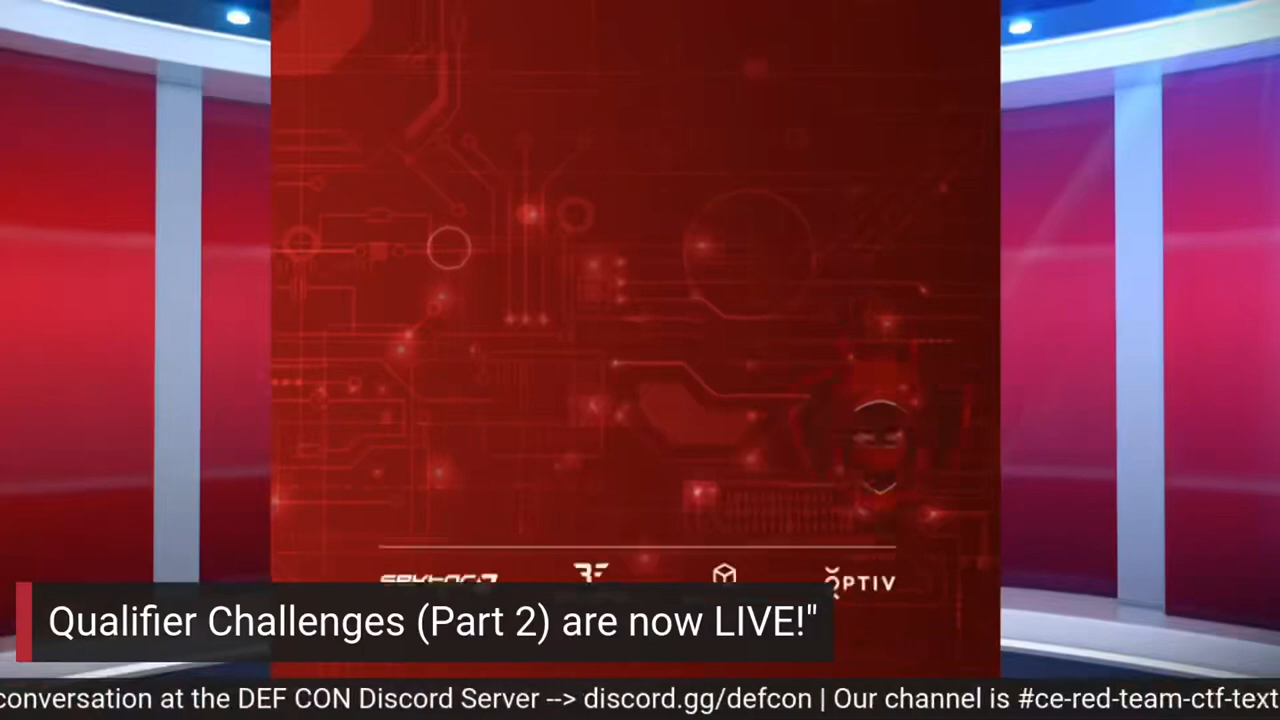 ÖPTIV
Qualifier Challenges (Part 2) are now LIVE!"
conversation at the DEF CON Discord Server --> discord.gg/defcon | Our channel is #ce-red-team-ctf-text